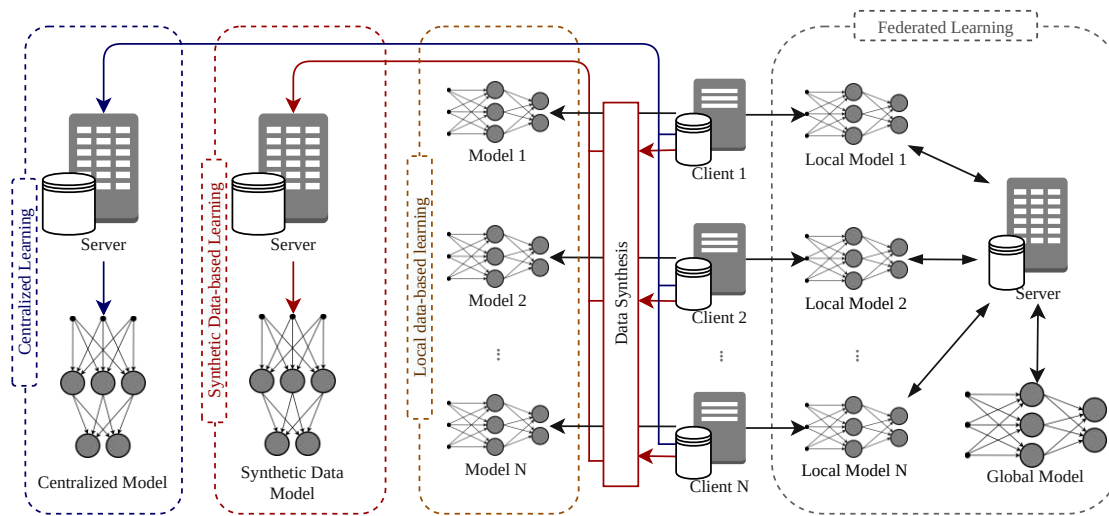 Federated Learning
Centralized Learning
Server
Centralized Model
Synthetic Data-based Learning
Server
Synthetic Data
Model
Local data-based learning
Model 1
Model 2
...
Model N
Data Synthesis
Client 1
Client 2
...
Client N
Local Model 1
Local Model 2
...
Local Model N
Server
Global Model